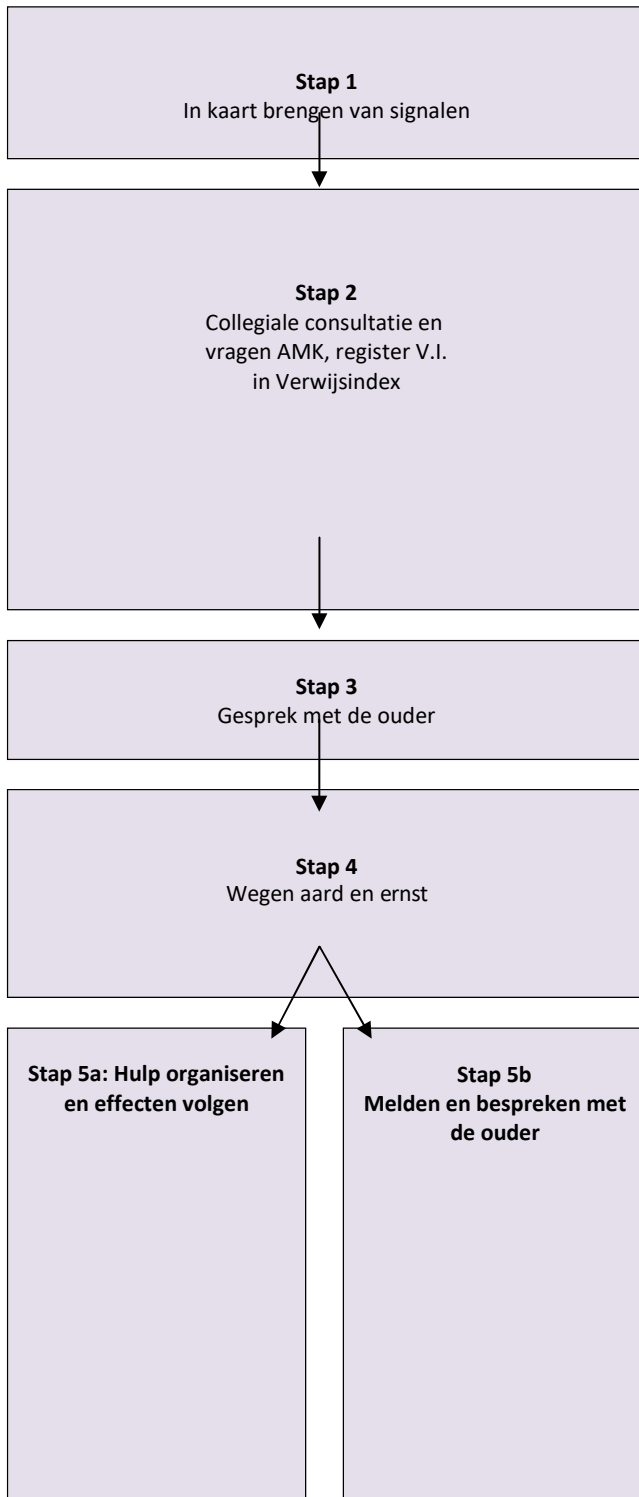 Stap 1
In kaart brengen van signalen
Stap 2
Collegiale consultatie en
vragen AMK, register V.I.
in Verwijsindex
Stap 3
Gesprek met de ouder
Stap 4
Wegen aard en ernst
Stap 5a: Hulp organiseren
en effecten volgen
Stap 5b
Melden en bespreken met
de ouder